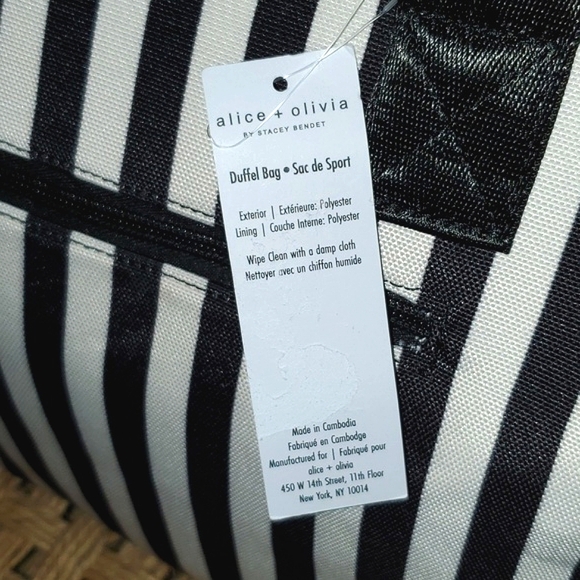 alice + olivia
BY STACEY BENDET
Duffel Bag • Sac de Sport
Exterior | Extérieure: Polyester
Lining | Couche Interne: Polyester
Wipe Clean with a damp cloth
Nettoyer avec un chiffon humide
Made in Cambodia
Fabriqué en Cambodge
Manufactured for | Fabriqué pour
alice + olivia
450 W 14th Street, 11th Floor
New York, NY 10014